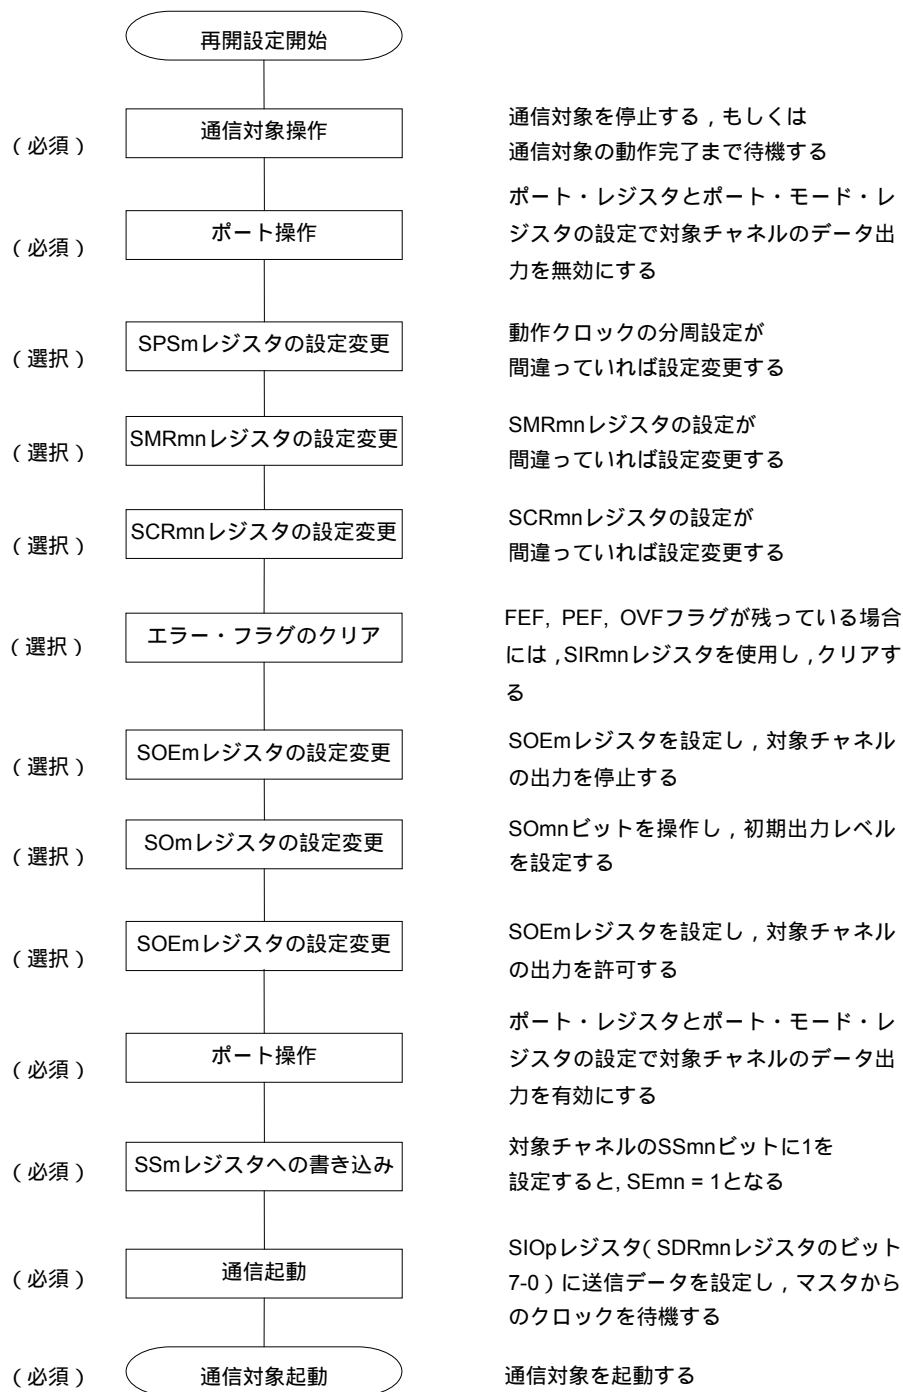 再開設定開始
(必須)
通信対象操作
通信対象を停止する,もしくは
通信対象の動作完了まで待機する
(必須)
ポート操作
ポート・レジスタとポート・モード・レ
ジスタの設定で対象チャネルのデータ出
力を無効にする
(選択)
SPSmレジスタの設定変更
動作クロックの分周設定が
間違っていれば設定変更する
(選択)
SMRmnレジスタの設定変更
SMRmnレジスタの設定が
間違っていれば設定変更する
(選択)
SCRmnレジスタの設定変更
SCRmnレジスタの設定が
間違っていれば設定変更する
(選択)
エラー・フラグのクリア
FEF, PEF, OVFフラグが残っている場合
には,SIRmnレジスタを使用し,クリアす
る
(選択)
SOEmレジスタの設定変更
SOEmレジスタを設定し,対象チャネル
の出力を停止する
(選択)
SOmレジスタの設定変更
SOmnビットを操作し,初期出力レベル
を設定する
(選択)
SOEmレジスタの設定変更
SOEmレジスタを設定し,対象チャネル
の出力を許可する
(必須)
ポート操作
ポート・レジスタとポート・モード・レ
ジスタの設定で対象チャネルのデータ出
力を有効にする
(必須)
SSmレジスタへの書き込み
対象チャネルのSSmnビットに1を
設定すると, SEmn = 1となる
(必須)
通信起動
SIOpレジスタ(SDRmnレジスタのビット
7-0)に送信データを設定し,マスタから
のクロックを待機する
(必須)
通信対象起動
通信対象を起動する